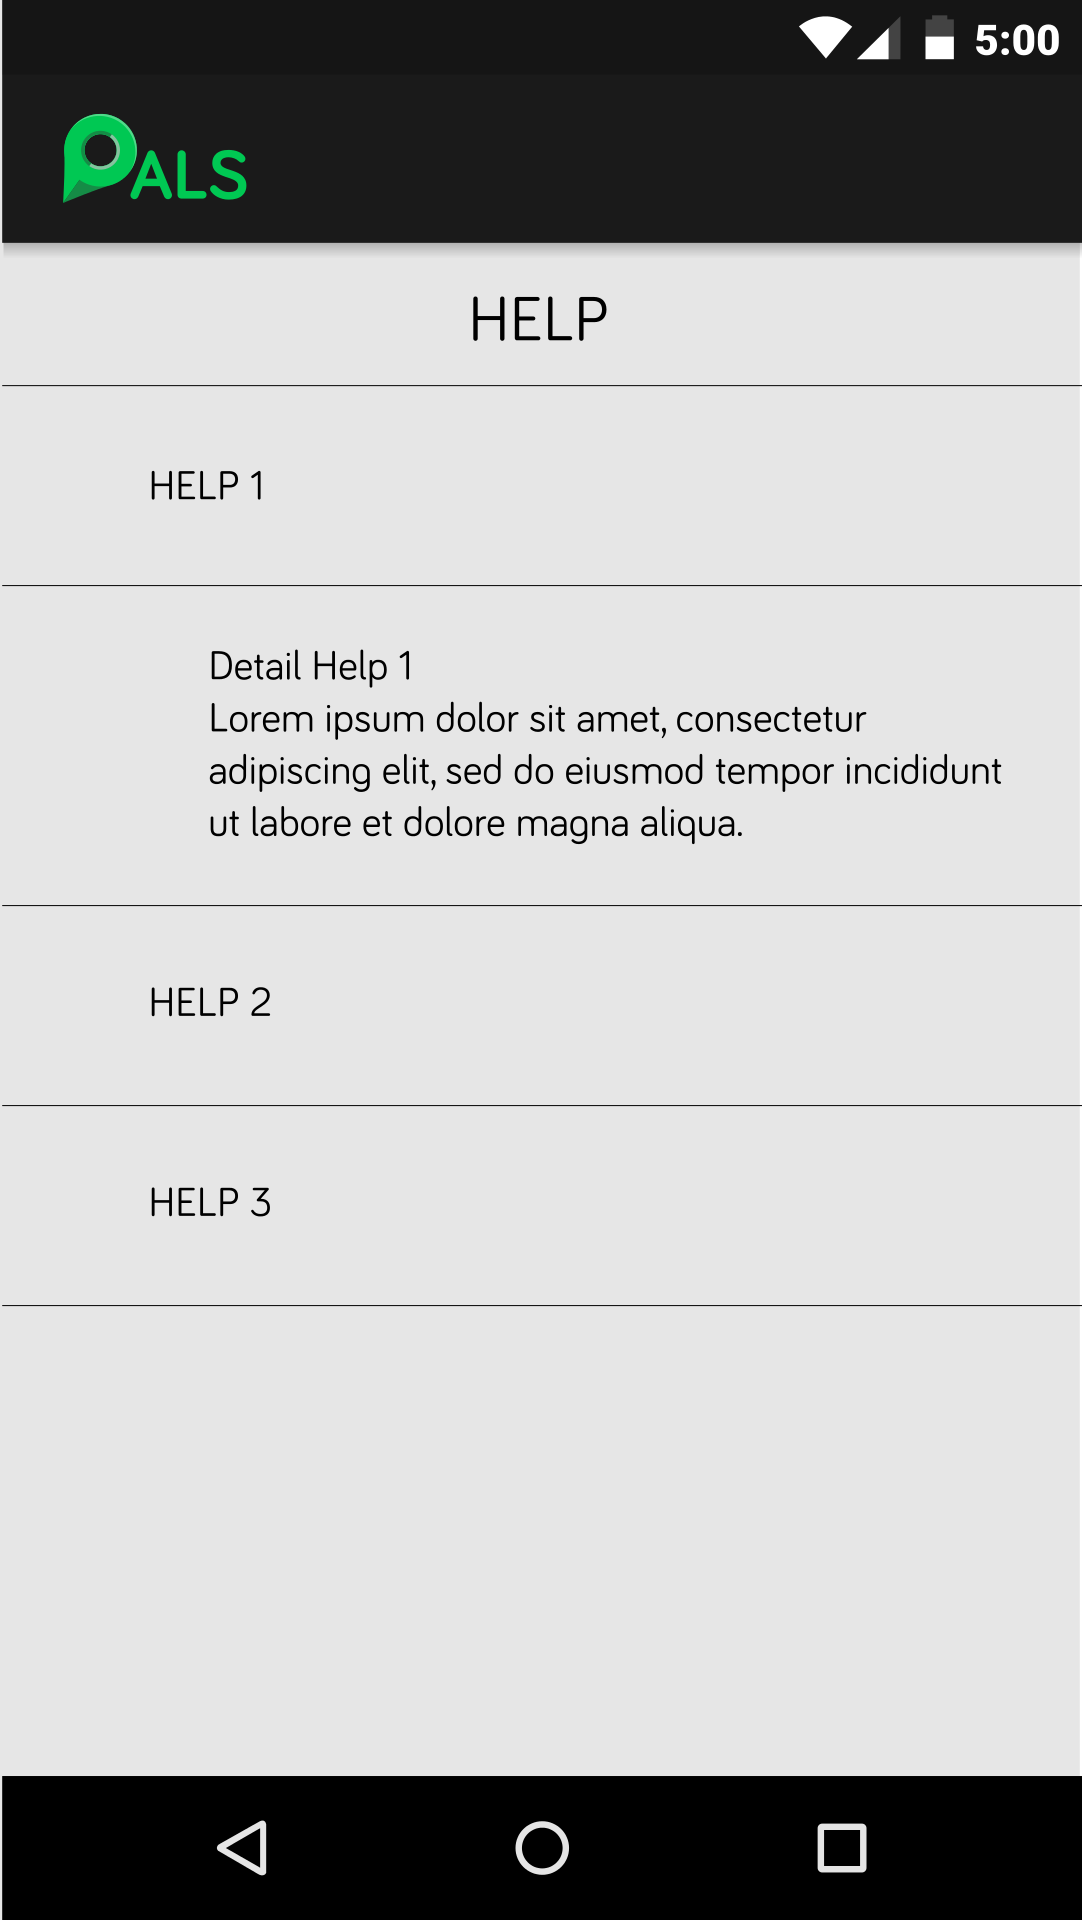 5:00
PALS
HELP
HELP 1
Detail Help 1
Lorem ipsum dolor sit amet, consectetur
adipiscing elit, sed do eiusmod tempor incididunt
ut labore et dolore magna aliqua.
HELP 2
HELP 3